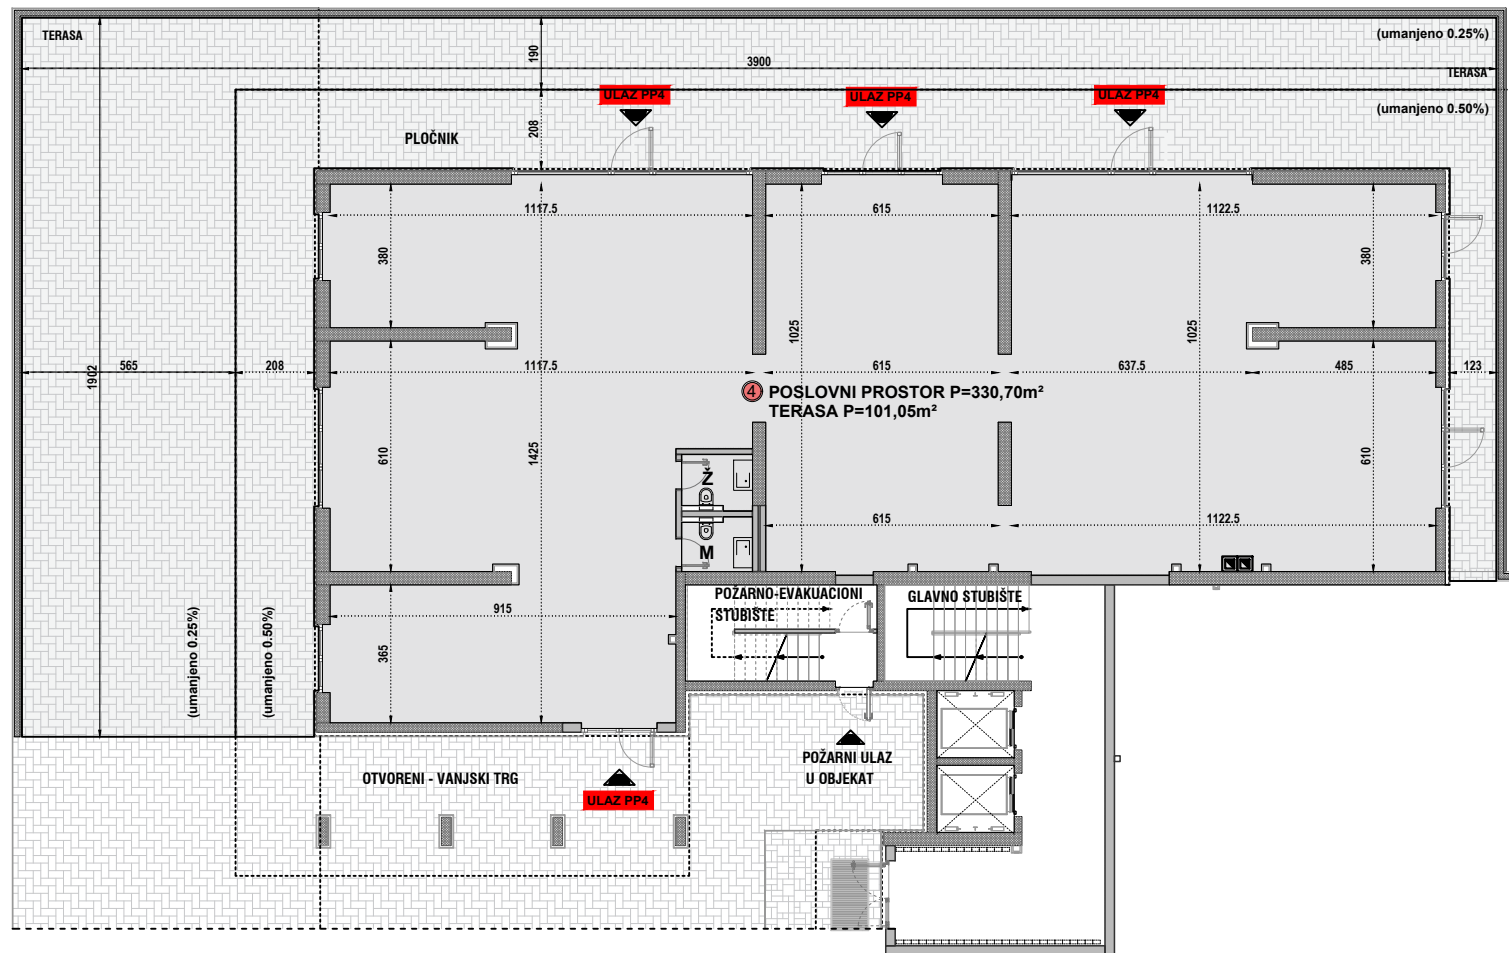 TERASA
(umanjeno 0.25%)
190
3900
TERASA
ULAZ PP4
ULAZ PP4
ULAZ PP4
(umanjeno 0.50%)
208
PLOČNIK
1117.5
615
1122.5
380
380
1025
1025
1902
565
208
1117.5
615
637.5
485
123
4 POSLOVNI PROSTOR P=330,70m²
TERASA P=101,05m²
610
1425
610
Ž
615
1122.5
M
POŽARNO-EVAKUACIONI
STUBIŠTE
GLAVNO STUBIŠTE
915
365
(umanjeno 0.25%)
(umanjeno 0.50%)
POŽARNI ULAZ
U OBJEKAT
OTVORENI - VANJSKI TRG
ULAZ PP4